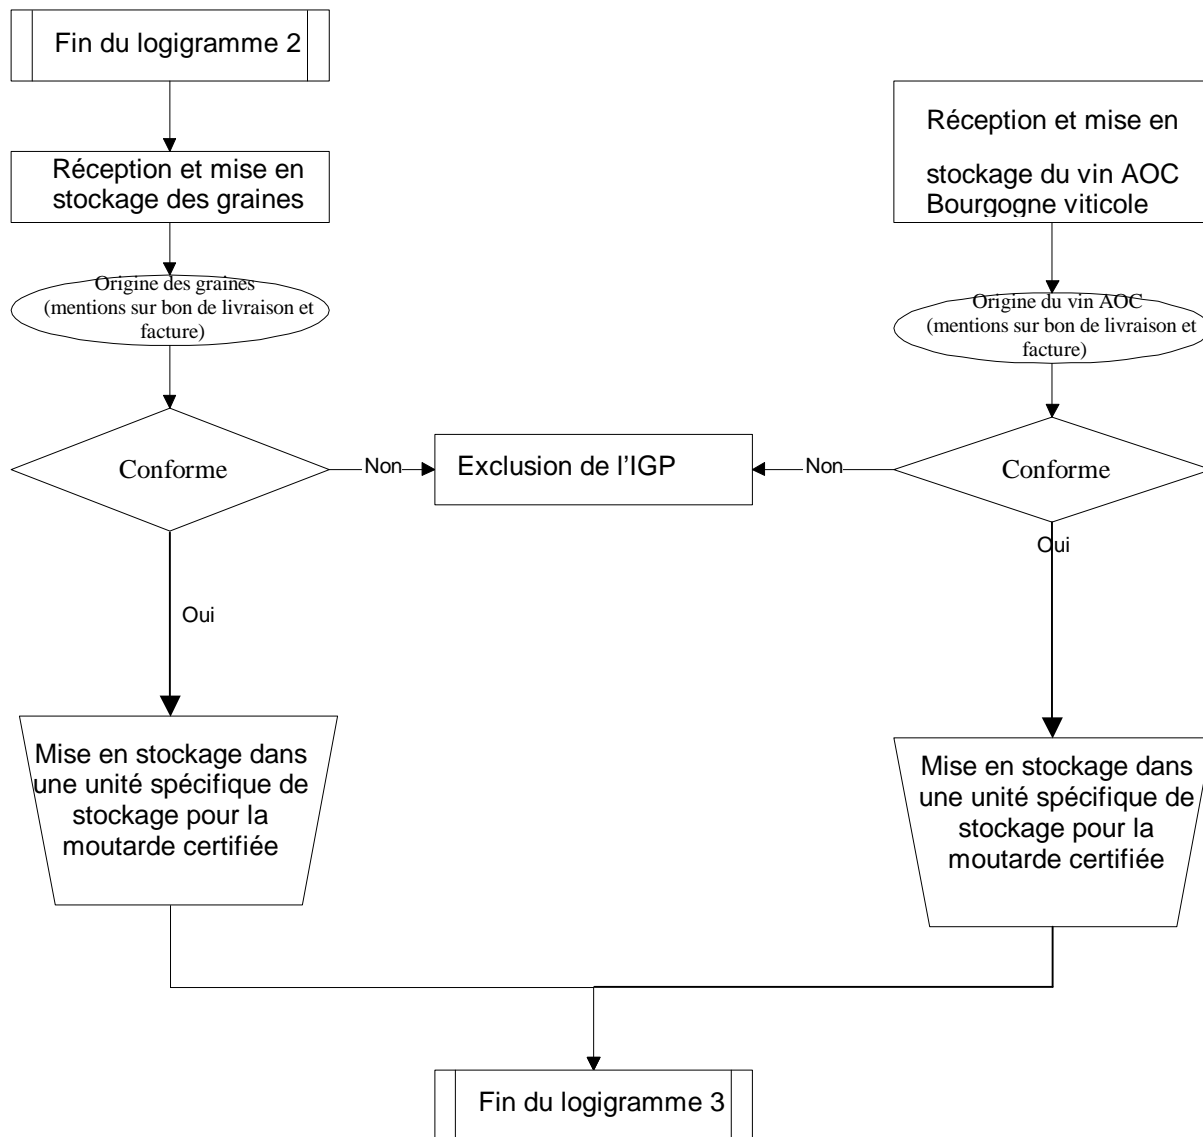 Fin du logigramme 2
Réception et mise en
stockage des graines
Origine des graines
(mentions sur bon de livraison et
facture)
Conforme
Non
Exclusion de l'IGP
Oui
Mise en stockage dans
une unité spécifique de
stockage pour la
moutarde certifiée
Réception et mise en
stockage du vin AOC
Bourgogne viticole
Origine du vin AOC
(mentions sur bon de livraison et
facture)
Conforme
Non
Oui
Mise en stockage dans
une unité spécifique de
stockage pour la
moutarde certifiée
Fin du logigramme 3